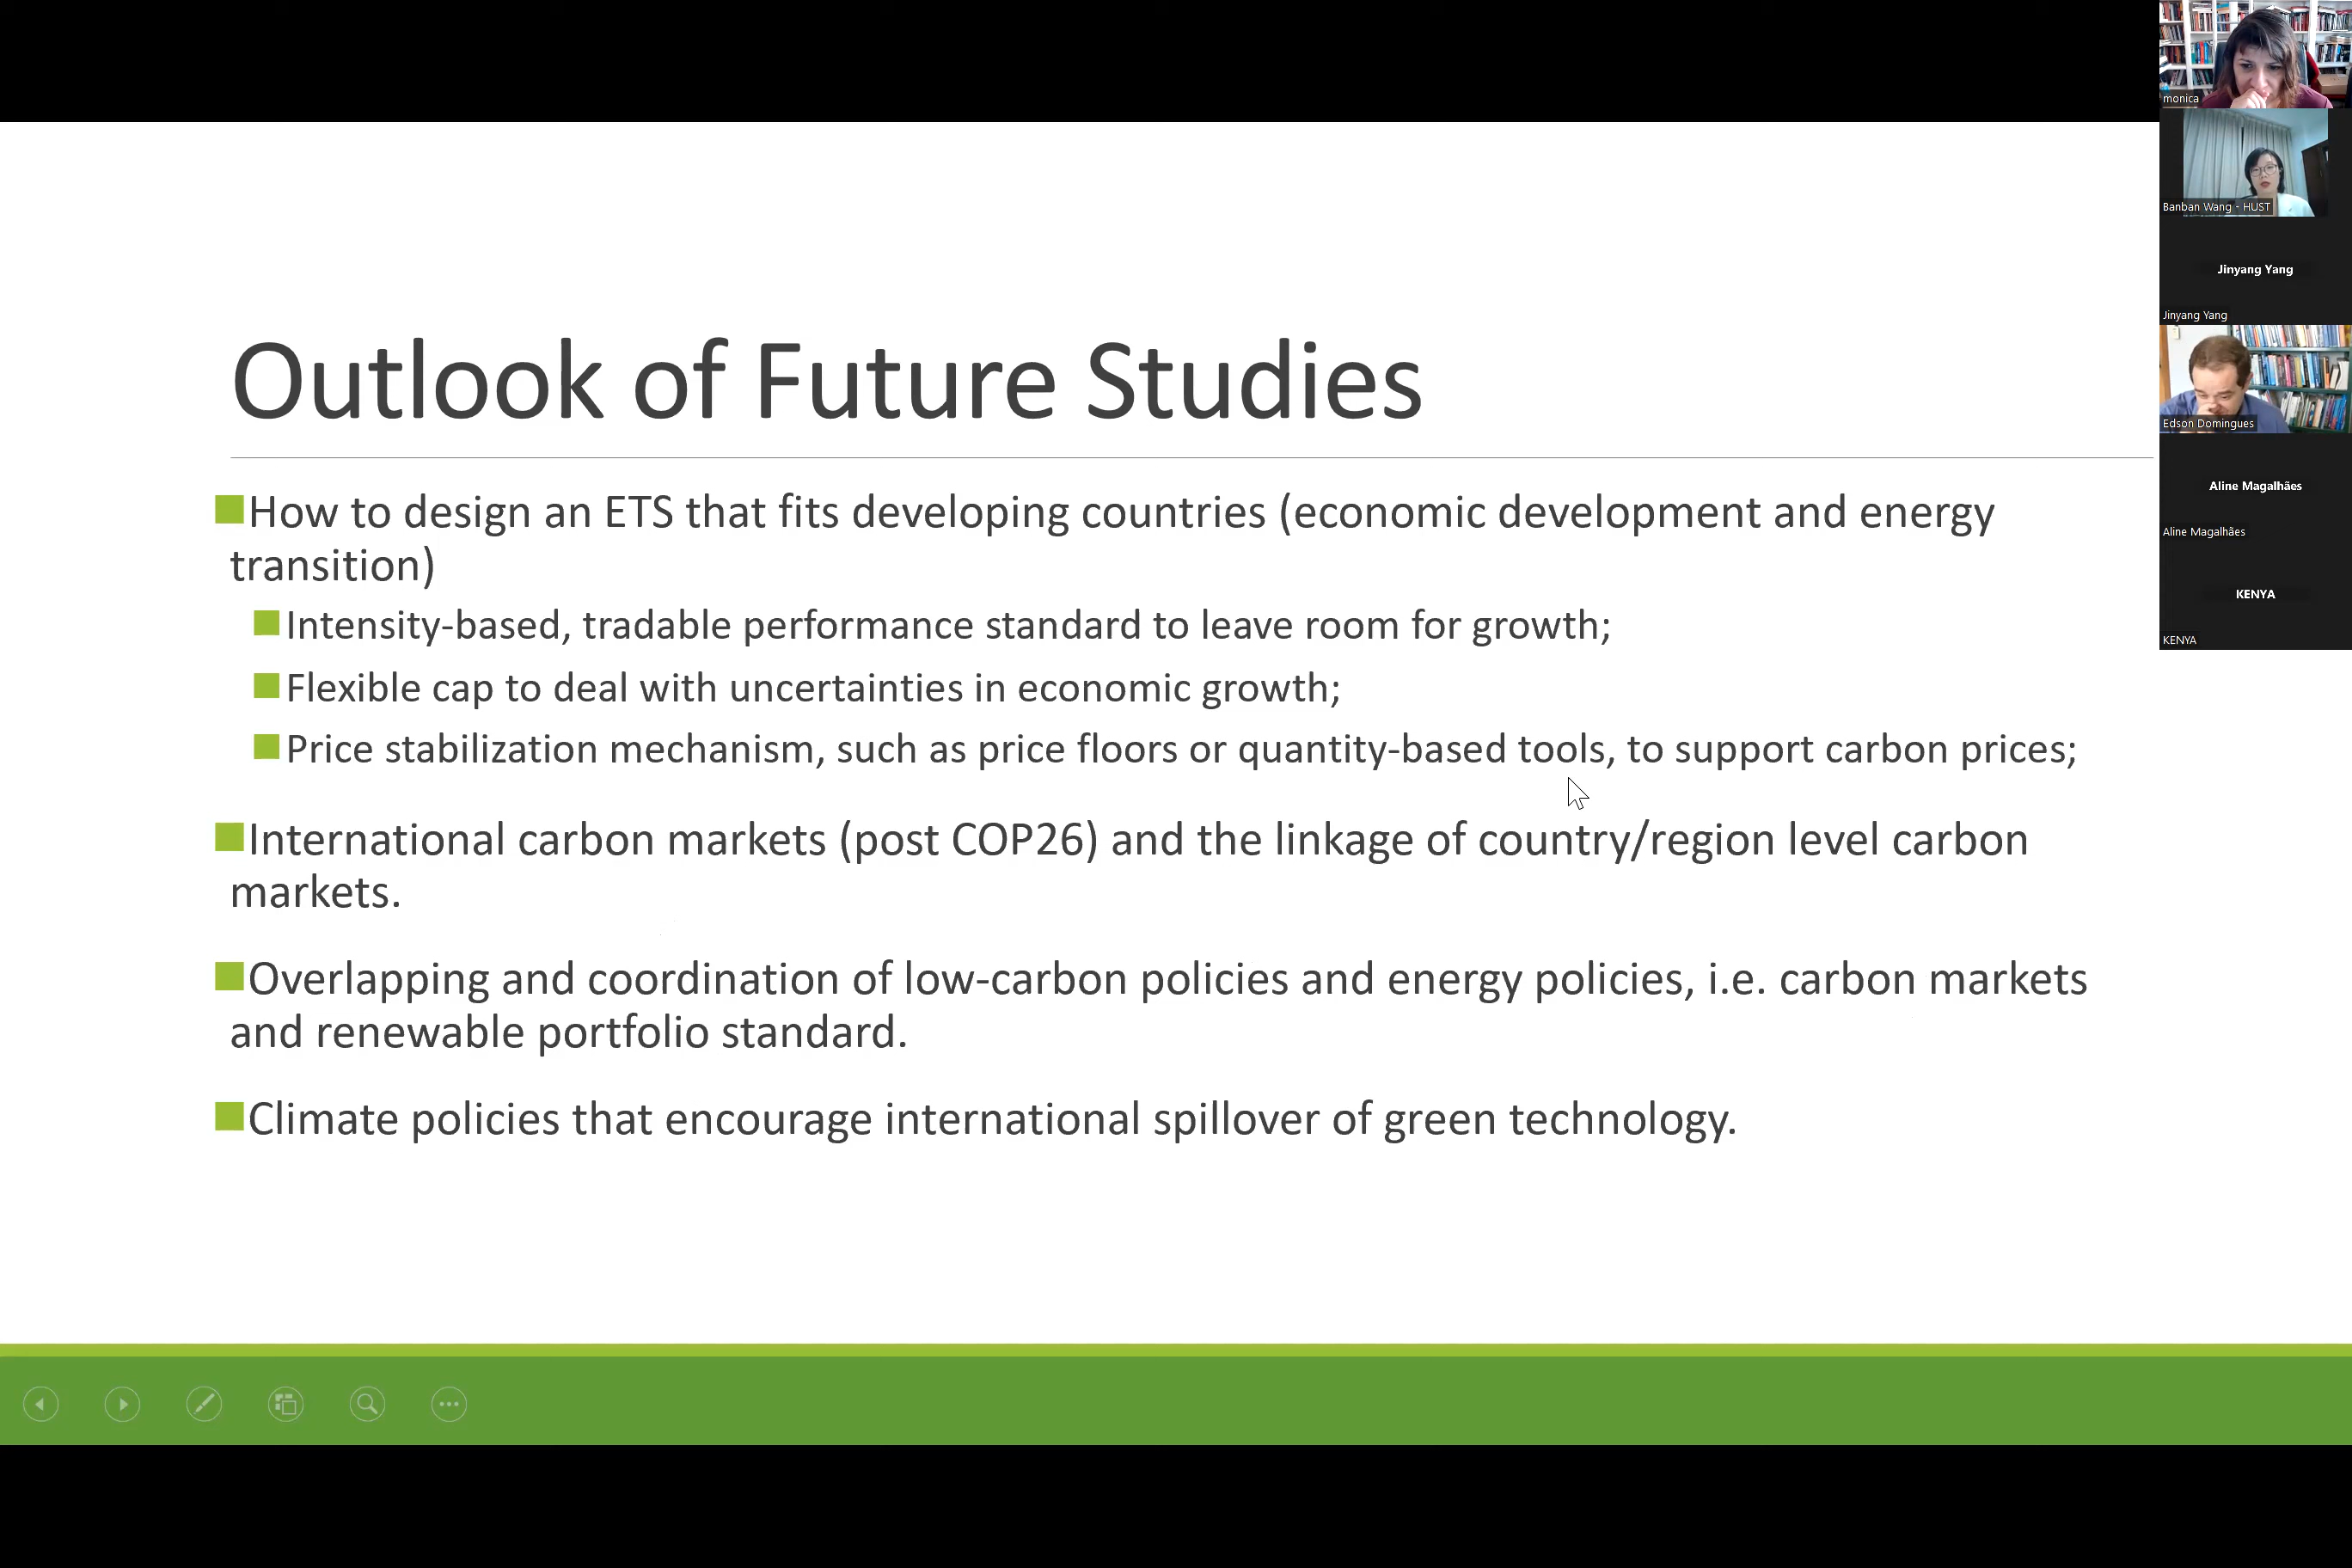 Outlook of Future Studies
How to design an ETS that fits developing countries (economic development and energy
transition)
Intensity-based, tradable performance standard to leave room for growth;
Flexible cap to deal with uncertainties in economic growth;
Price stabilization mechanism, such as price floors or quantity-based tools, to support carbon prices;
International carbon markets (post COP26) and the linkage of country/region level carbon
markets.
Overlapping and coordination of low-carbon policies and energy policies, i.e. carbon markets
and renewable portfolio standard.
Climate policies that encourage international spillover of green technology.
monica
Banban Wang - HUST
Jinyang Yang
Jinyang Yang
Edson Domingues
Aline Magalhães
Aline Magalhães
KENYA
KENYA